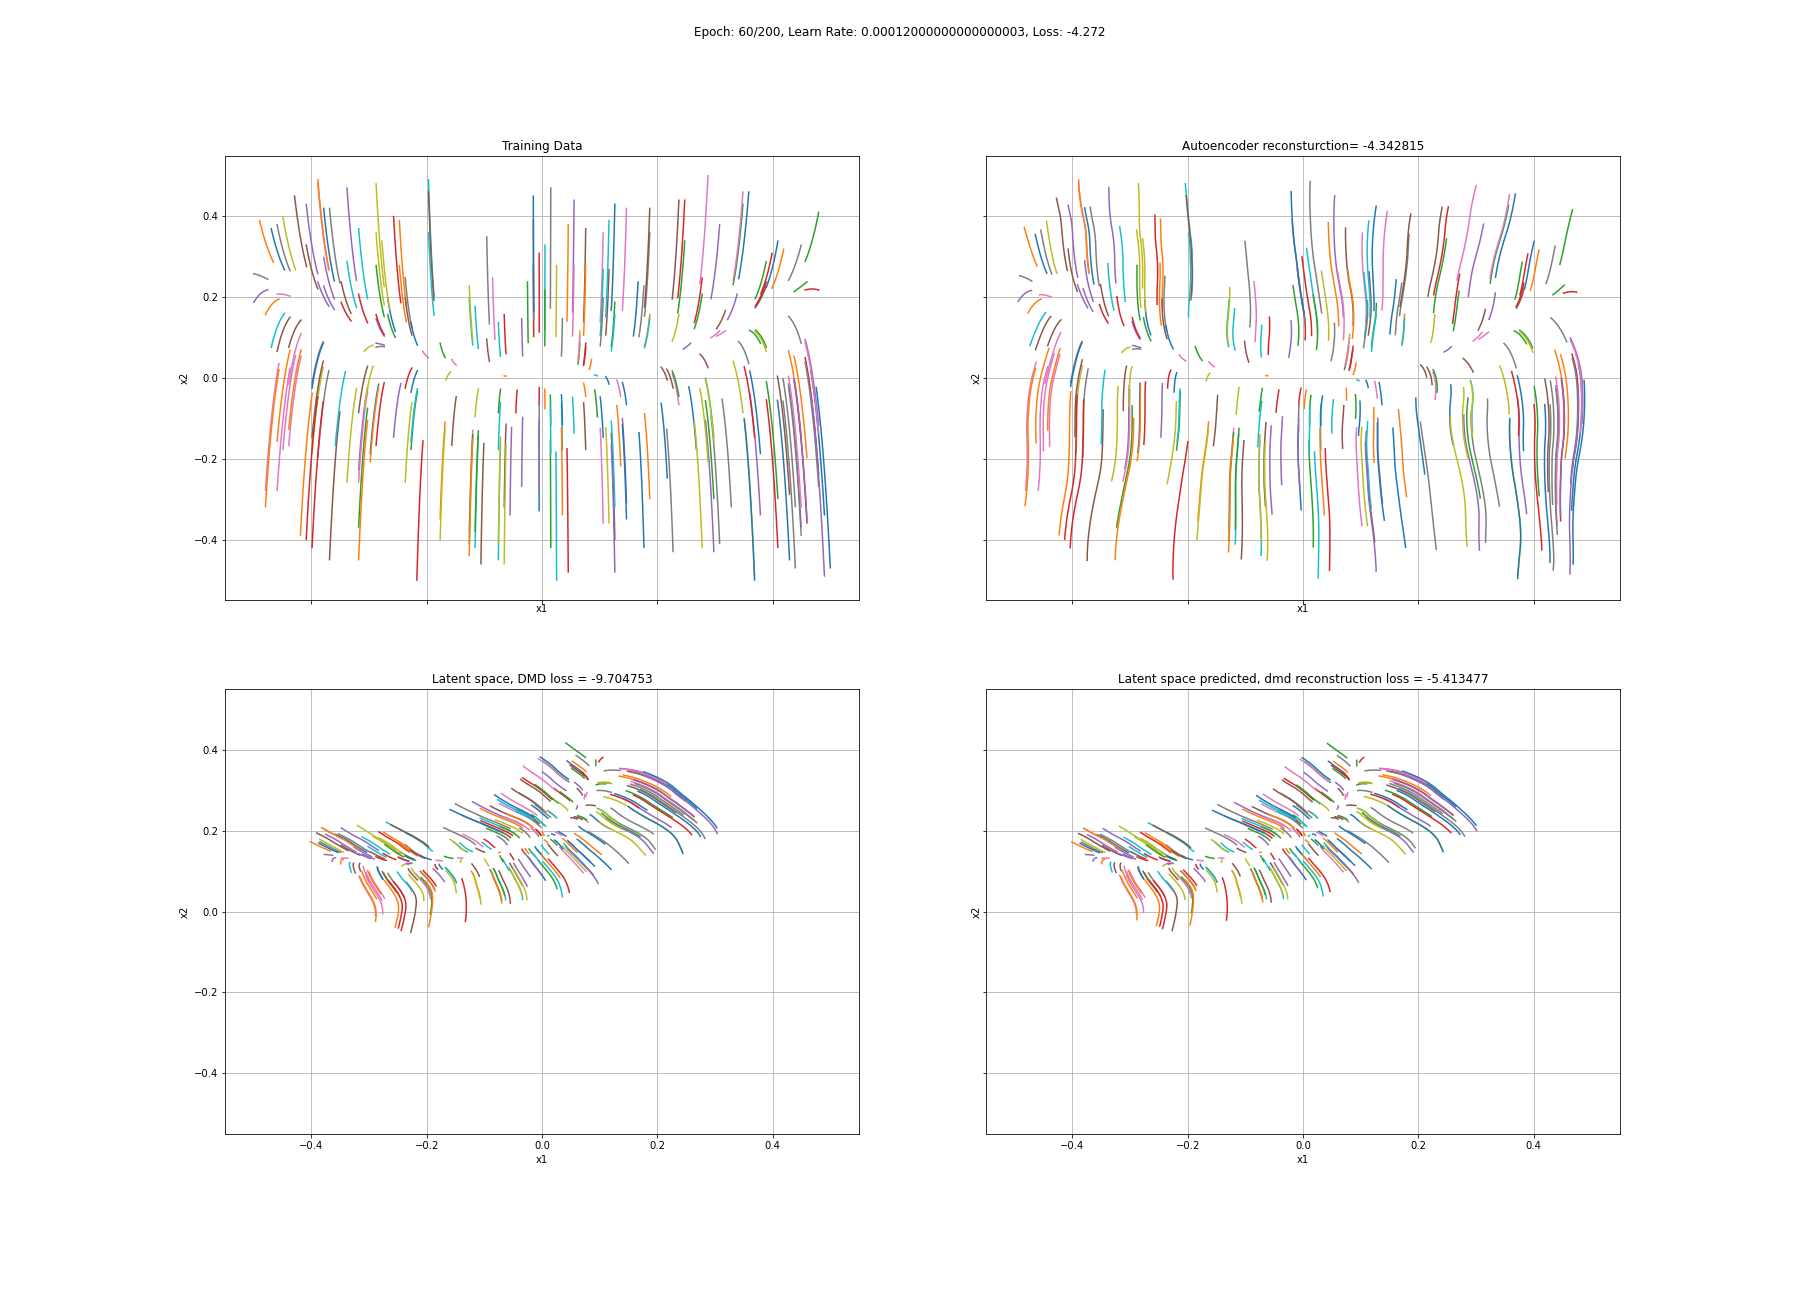 Epoch: 60/200, Learn Rate: 0.00012000000000000003, Loss: -4.272
Training Data
0.4
0.2
0.0
−0.2
−0.4
x2
x1
Autoencoder reconsturction= -4.342815
x2
x1
Latent space, DMD loss = -9.704753
0.4
0.2
0.0
−0.2
−0.4
x2
−0.4 −0.2 0.0 0.2 0.4
x1
Latent space predicted, dmd reconstruction loss = -5.413477
x2
−0.4 −0.2 0.0 0.2 0.4
x1